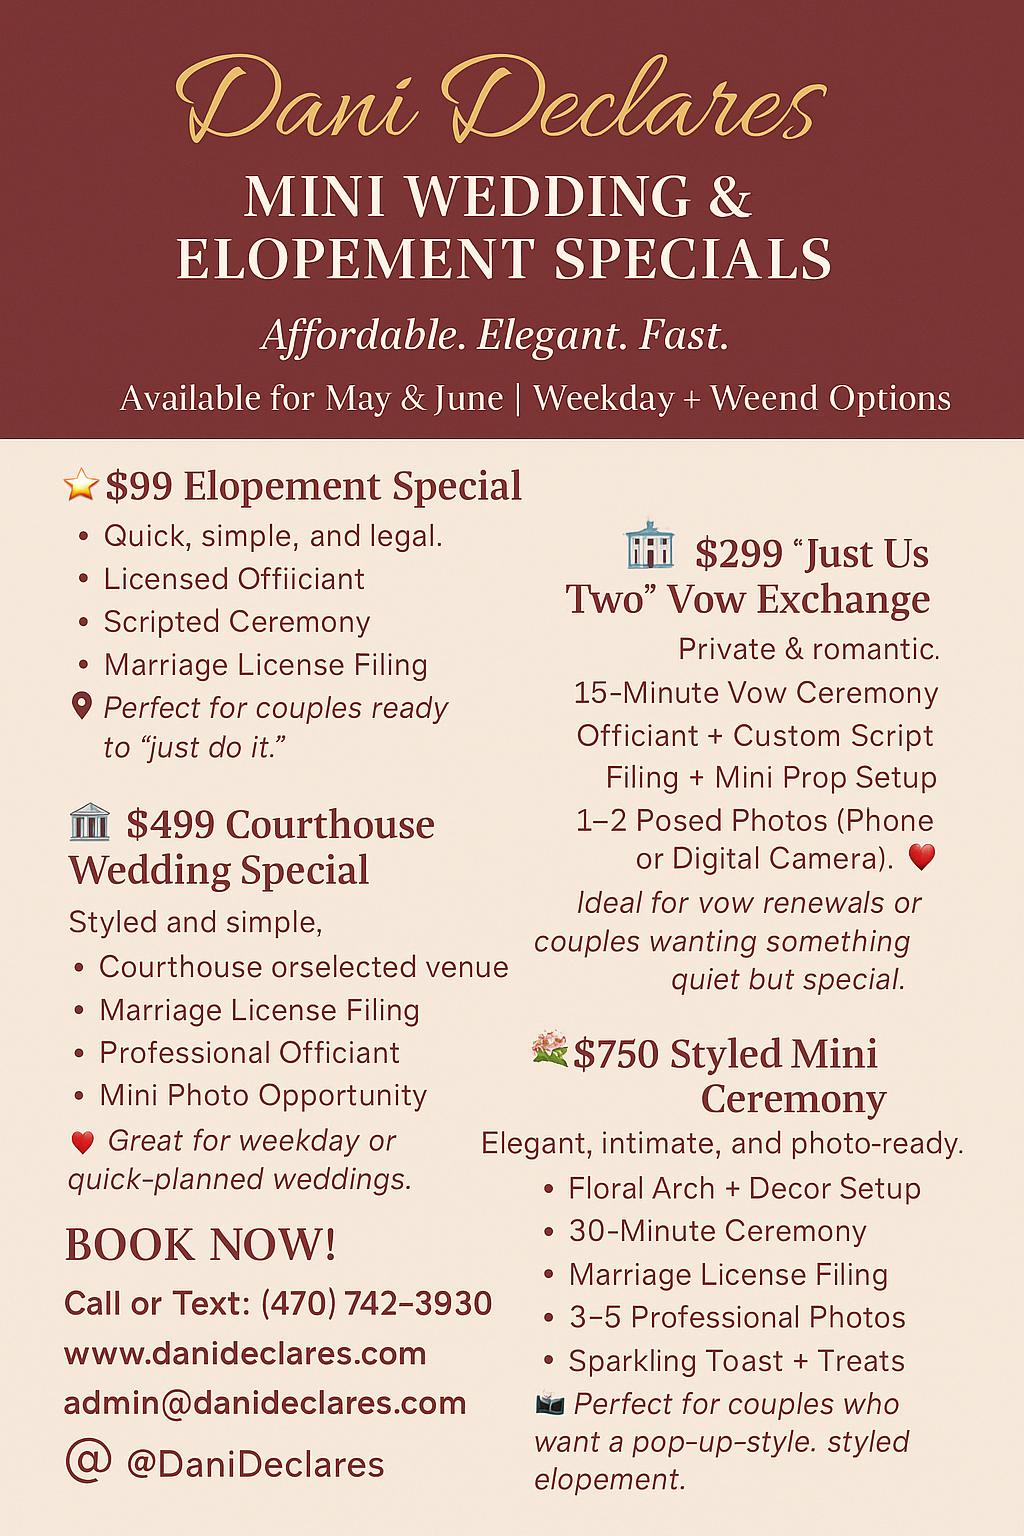 Dani Declares
MINI WEDDING &
ELOPEMENT SPECIALS
Affordable. Elegant. Fast.
Available for May & June | Weekday + Weend Options
$99 Elopement Special
• Quick, simple, and legal.
• Licensed Offiiciant
• Scripted Ceremony
• Marriage License Filing
Perfect for couples ready
to “just do it.”
$499 Courthouse
Wedding Special
Styled and simple,
• Courthouse orselected venue
• Marriage License Filing
• Professional Officiant
• Mini Photo Opportunity
Great for weekday or
quick-planned weddings.
BOOK NOW!
Call or Text: (470) 742-3930
www.danideclares.com
admin@danideclares.com
@ @DaniDeclares
$299 “Just Us
Two” Vow Exchange
Private & romantic.
15-Minute Vow Ceremony
Officiant + Custom Script
Filing + Mini Prop Setup
1–2 Posed Photos (Phone
or Digital Camera).
Ideal for vow renewals or
couples wanting something
quiet but special.
$750 Styled Mini
Ceremony
Elegant, intimate, and photo-ready.
• Floral Arch + Decor Setup
• 30-Minute Ceremony
• Marriage License Filing
• 3–5 Professional Photos
• Sparkling Toast + Treats
Perfect for couples who
want a pop-up-style. styled
elopement.